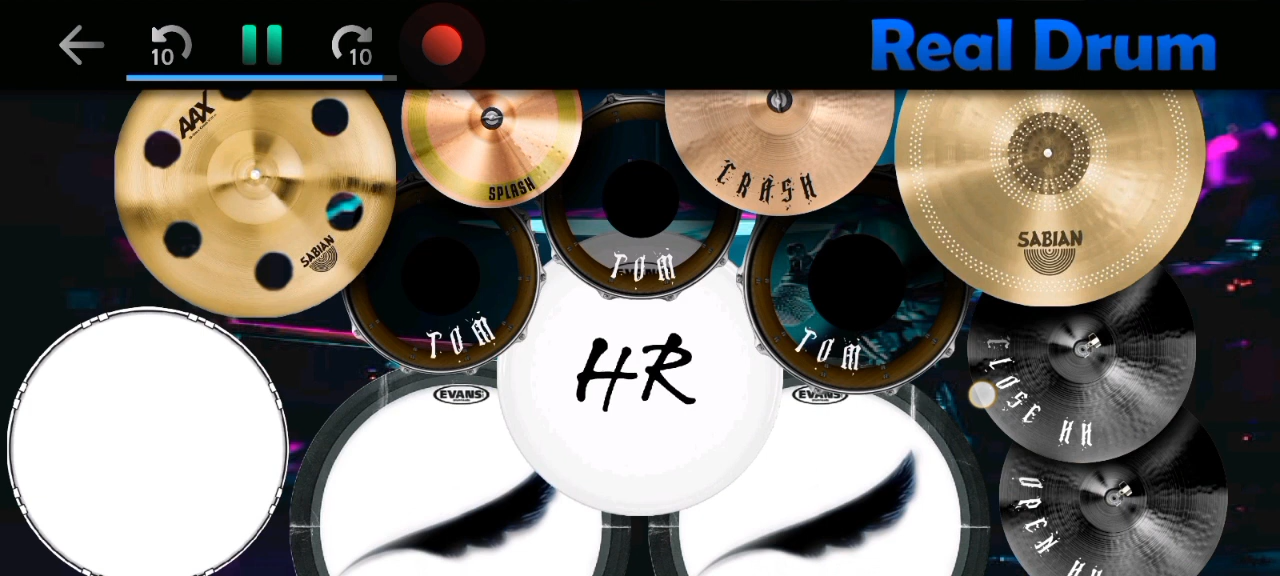 10
10
Real Drum
AAX
SABIAN
SPLASH
CRASH
SABIAN
TOM
TOM
TOM
HR
EVANS
EVANS
CLOSE HH
OPEN HH